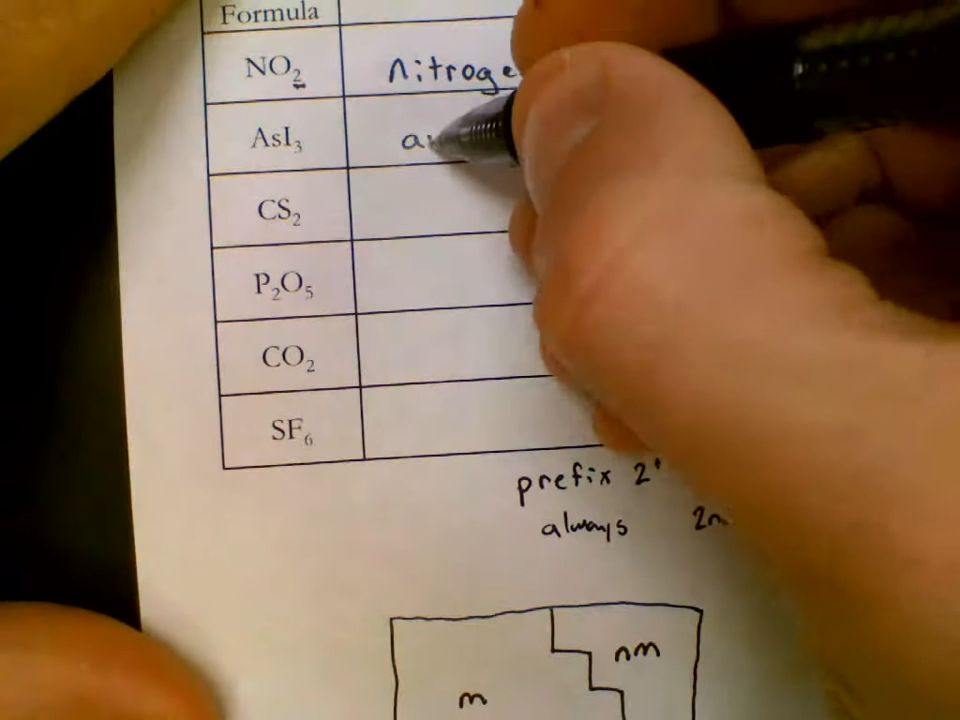 Formula
NO₂ nitroge
AsI₃
CS₂
P₂O₅
CO₂
SF₆
prefix 2'
always
nm
m